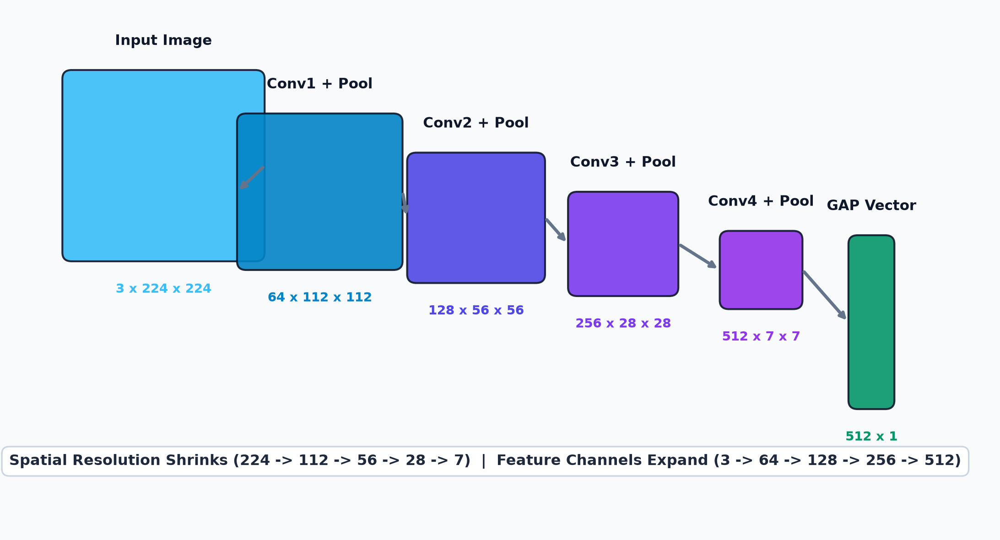 Input Image
3 x 224 x 224
Conv1 + Pool
64 x 112 x 112
Conv2 + Pool
128 x 56 x 56
Conv3 + Pool
256 x 28 x 28
Conv4 + Pool
512 x 7 x 7
GAP Vector
512 x 1
Spatial Resolution Shrinks (224 -> 112 -> 56 -> 28 -> 7)  |  Feature Channels Expand (3 -> 64 -> 128 -> 256 -> 512)